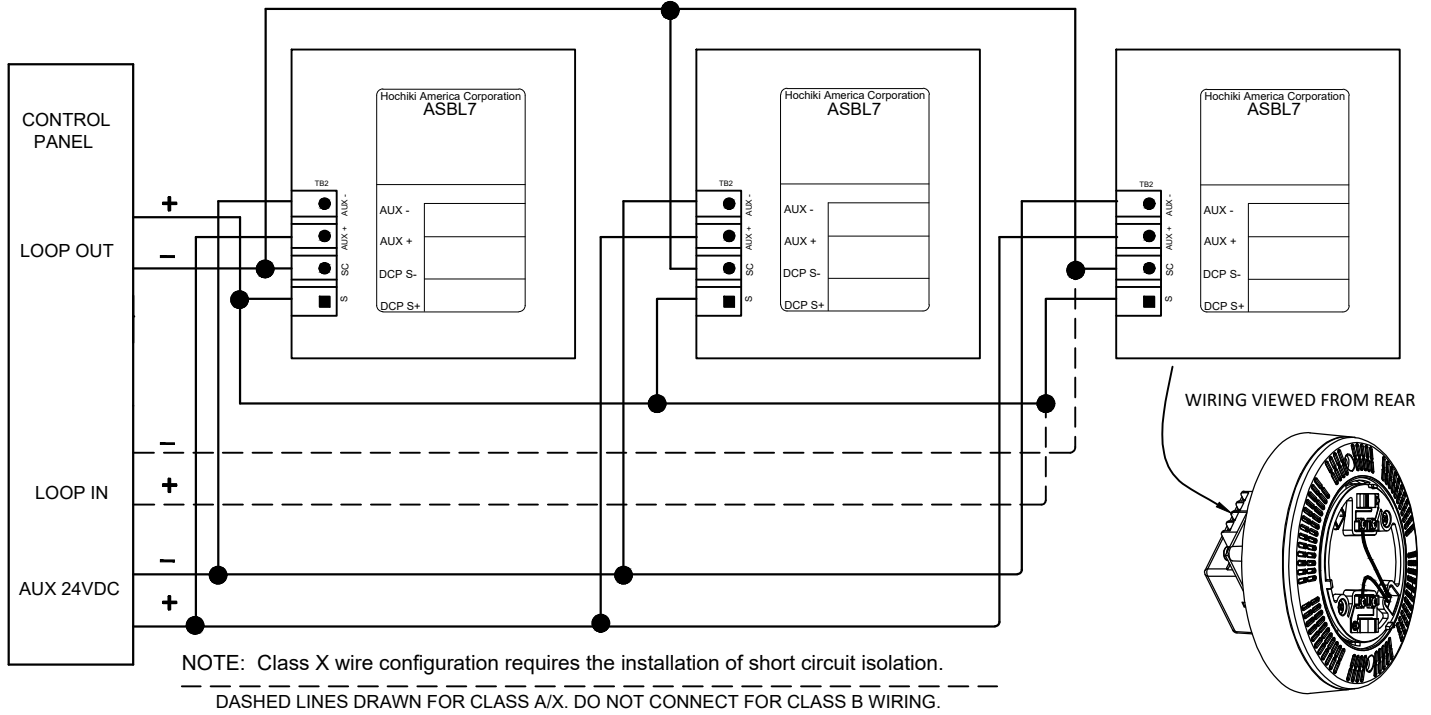 CONTROL
PANEL
+
LOOP OUT
−
−
+
LOOP IN
−
AUX 24VDC
+
Hochiki America Corporation
ASBL7
TB2
AUX -
AUX +
SC
S
AUX -
AUX +
DCP S-
DCP S+
Hochiki America Corporation
ASBL7
TB2
AUX -
AUX +
SC
S
AUX -
AUX +
DCP S-
DCP S+
Hochiki America Corporation
ASBL7
TB2
AUX -
AUX +
SC
S
AUX -
AUX +
DCP S-
DCP S+
WIRING VIEWED FROM REAR
NOTE: Class X wire configuration requires the installation of short circuit isolation.
DASHED LINES DRAWN FOR CLASS A/X. DO NOT CONNECT FOR CLASS B WIRING.